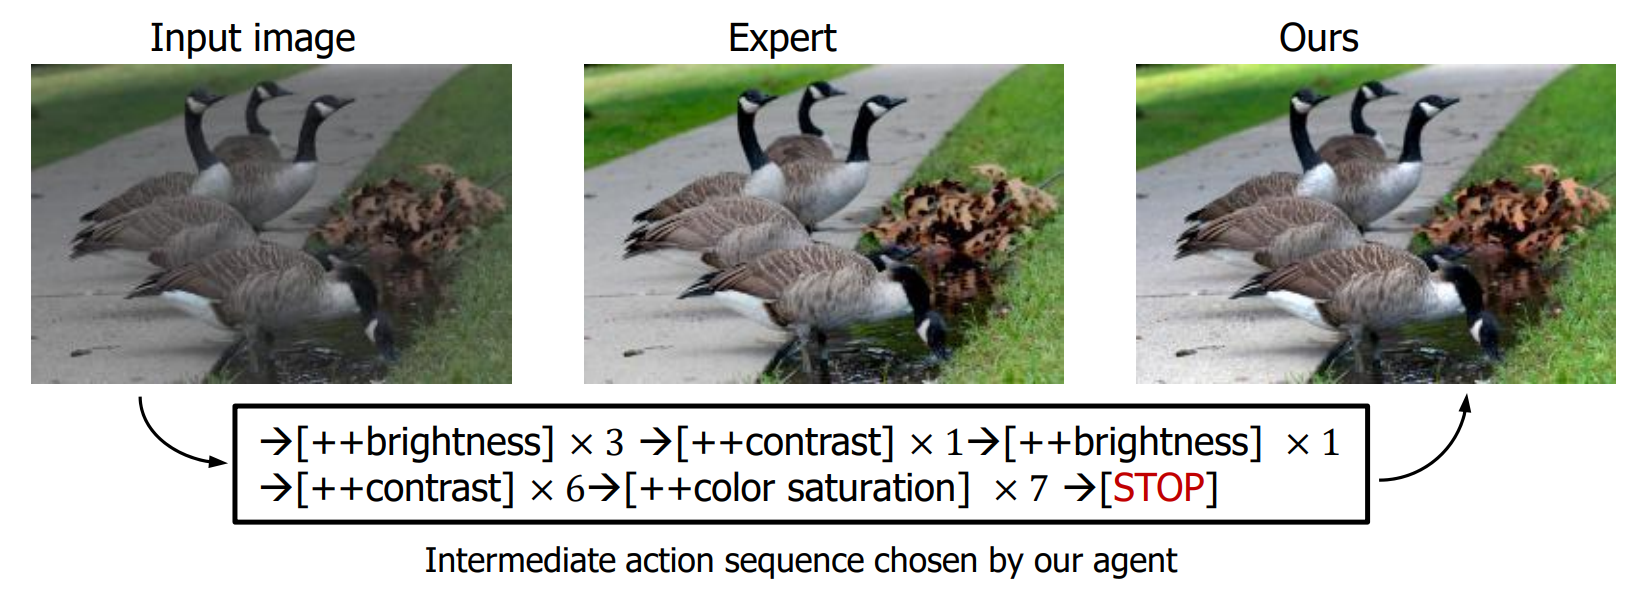 Input image
Expert
Ours
→[++brightness] × 3 →[++contrast] × 1→[++brightness] × 1
→[++contrast] × 6→[++color saturation] × 7 →[STOP]
Intermediate action sequence chosen by our agent